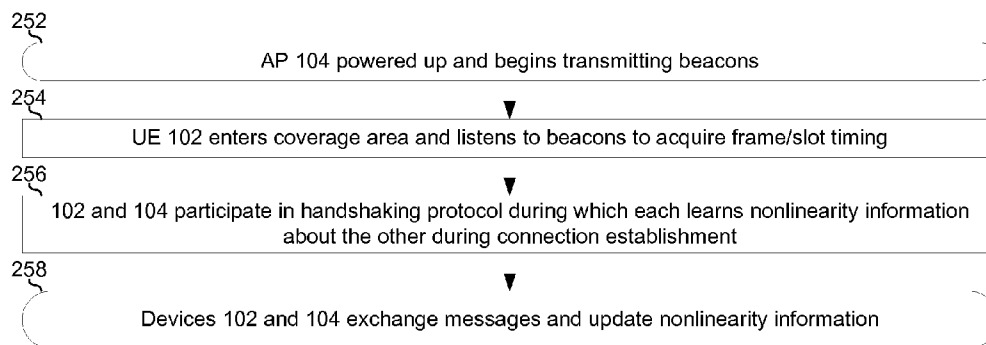 252
AP 104 powered up and begins transmitting beacons
254
UE 102 enters coverage area and listens to beacons to acquire frame/slot timing
256
102 and 104 participate in handshaking protocol during which each learns nonlinearity information
about the other during connection establishment
258
Devices 102 and 104 exchange messages and update nonlinearity information